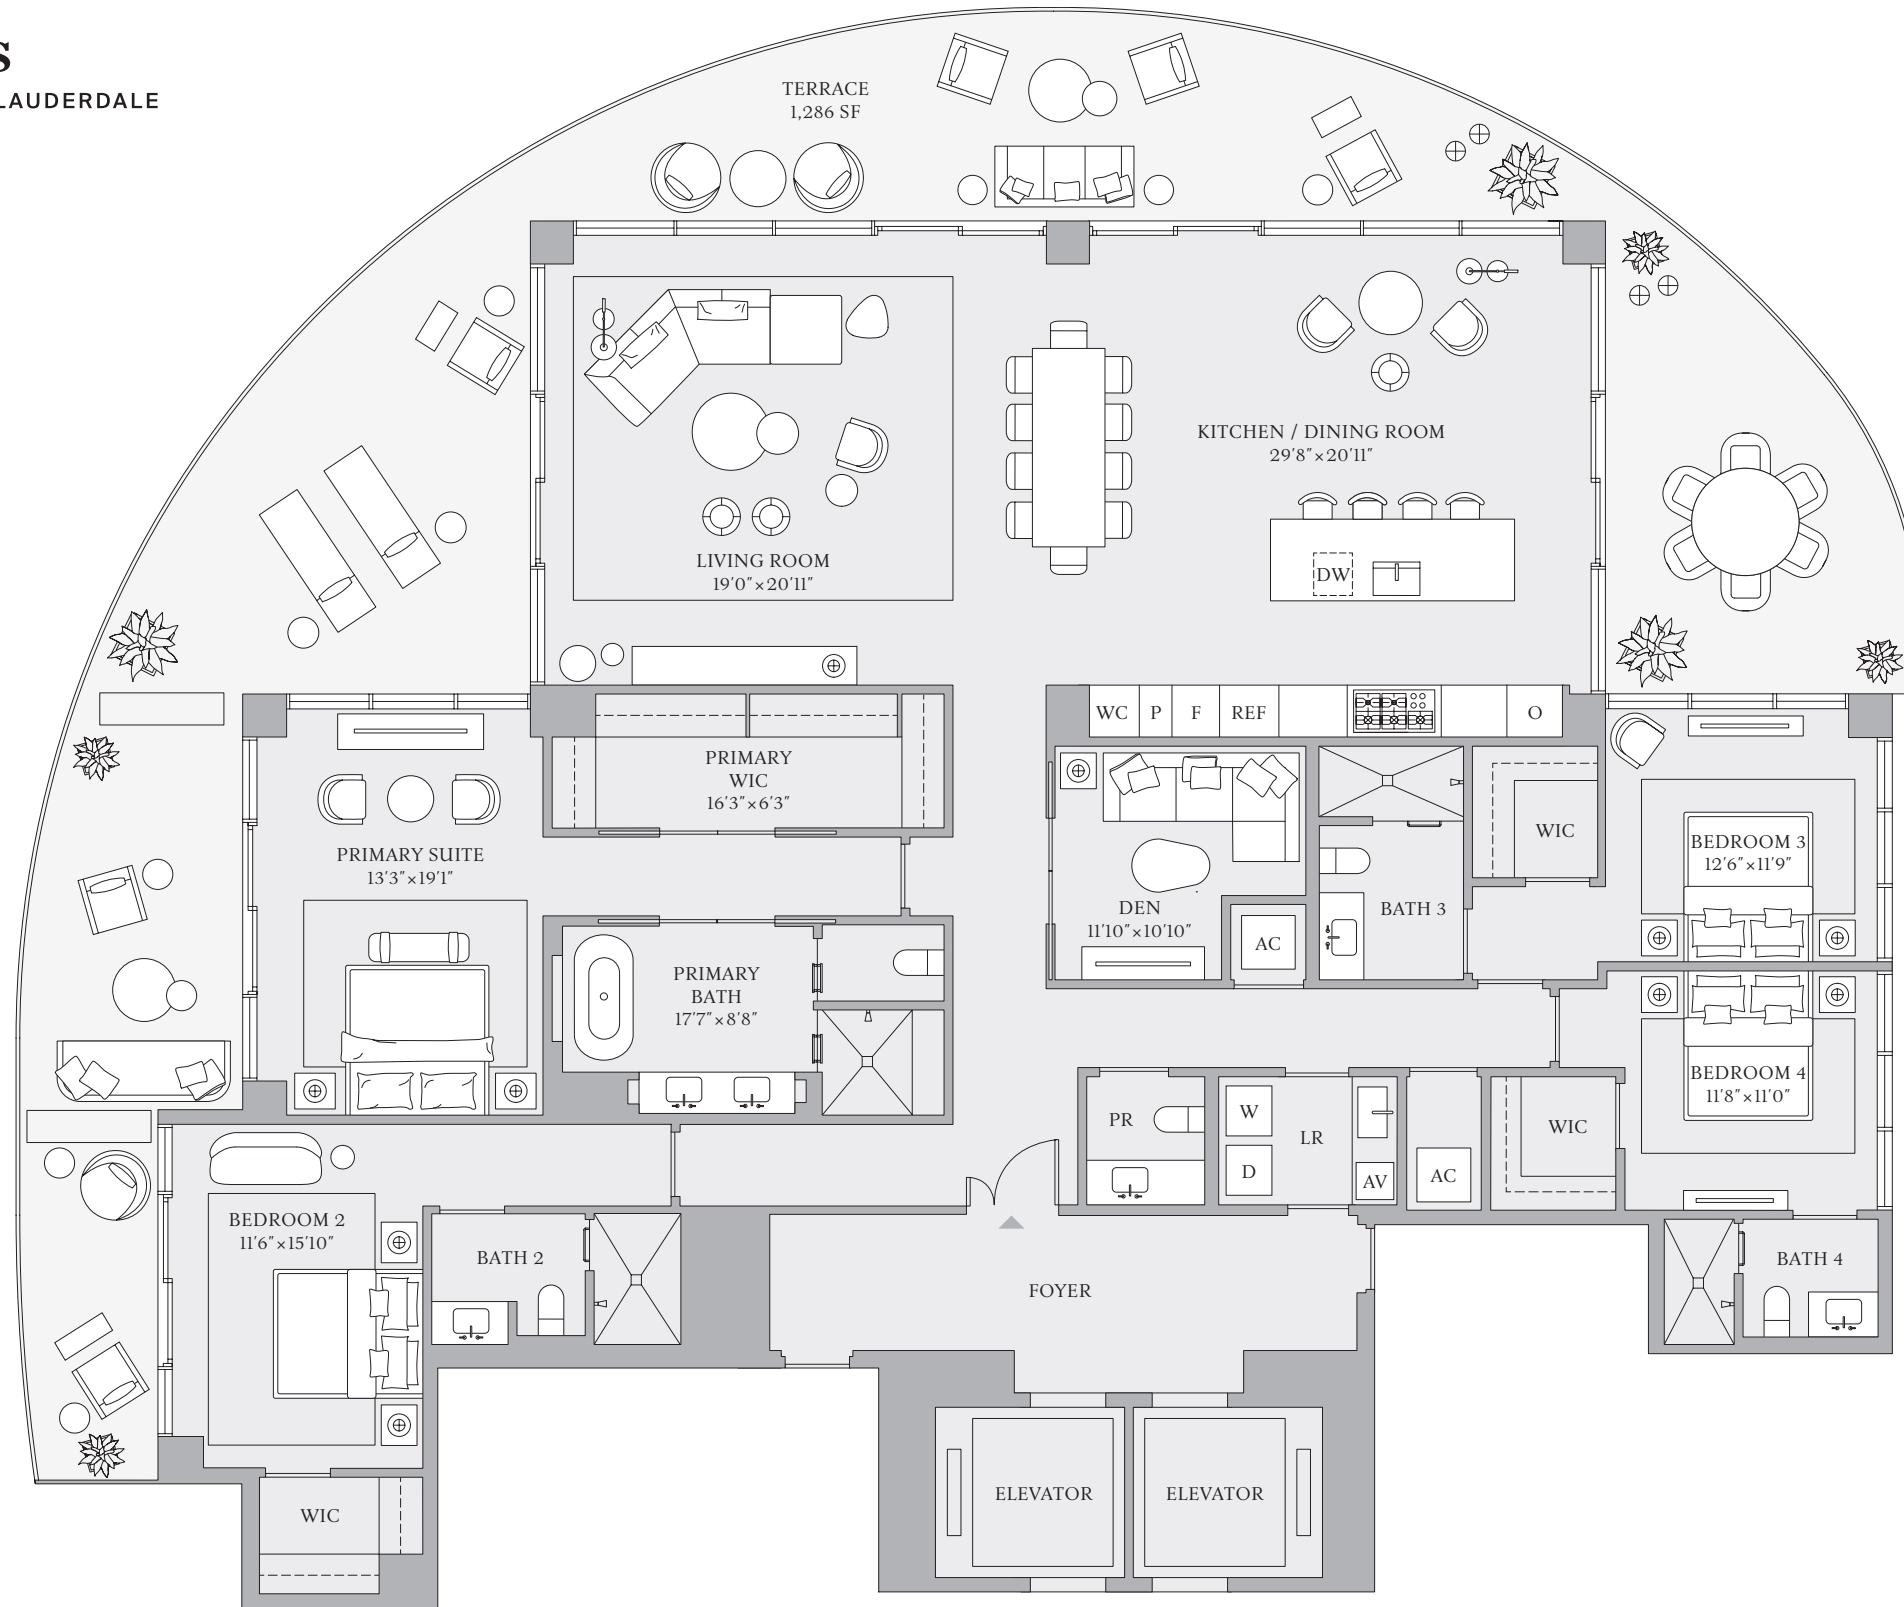 S
LAUDERDALE
TERRACE
1,286 SF
LIVING ROOM
19'0"×20'11"
KITCHEN / DINING ROOM
29'8"×20'11"
DW
WC
P
F
REF
O
PRIMARY
WIC
16'3"×6'3"
PRIMARY SUITE
13'3"×19'1"
PRIMARY
BATH
17'7"×8'8"
DEN
11'10"×10'10"
AC
BATH 3
WIC
BEDROOM 3
12'6"×11'9"
BEDROOM 4
11'8"×11'0"
PR
W
D
LR
AV
AC
WIC
BEDROOM 2
11'6"×15'10"
BATH 2
FOYER
BATH 4
WIC
ELEVATOR
ELEVATOR